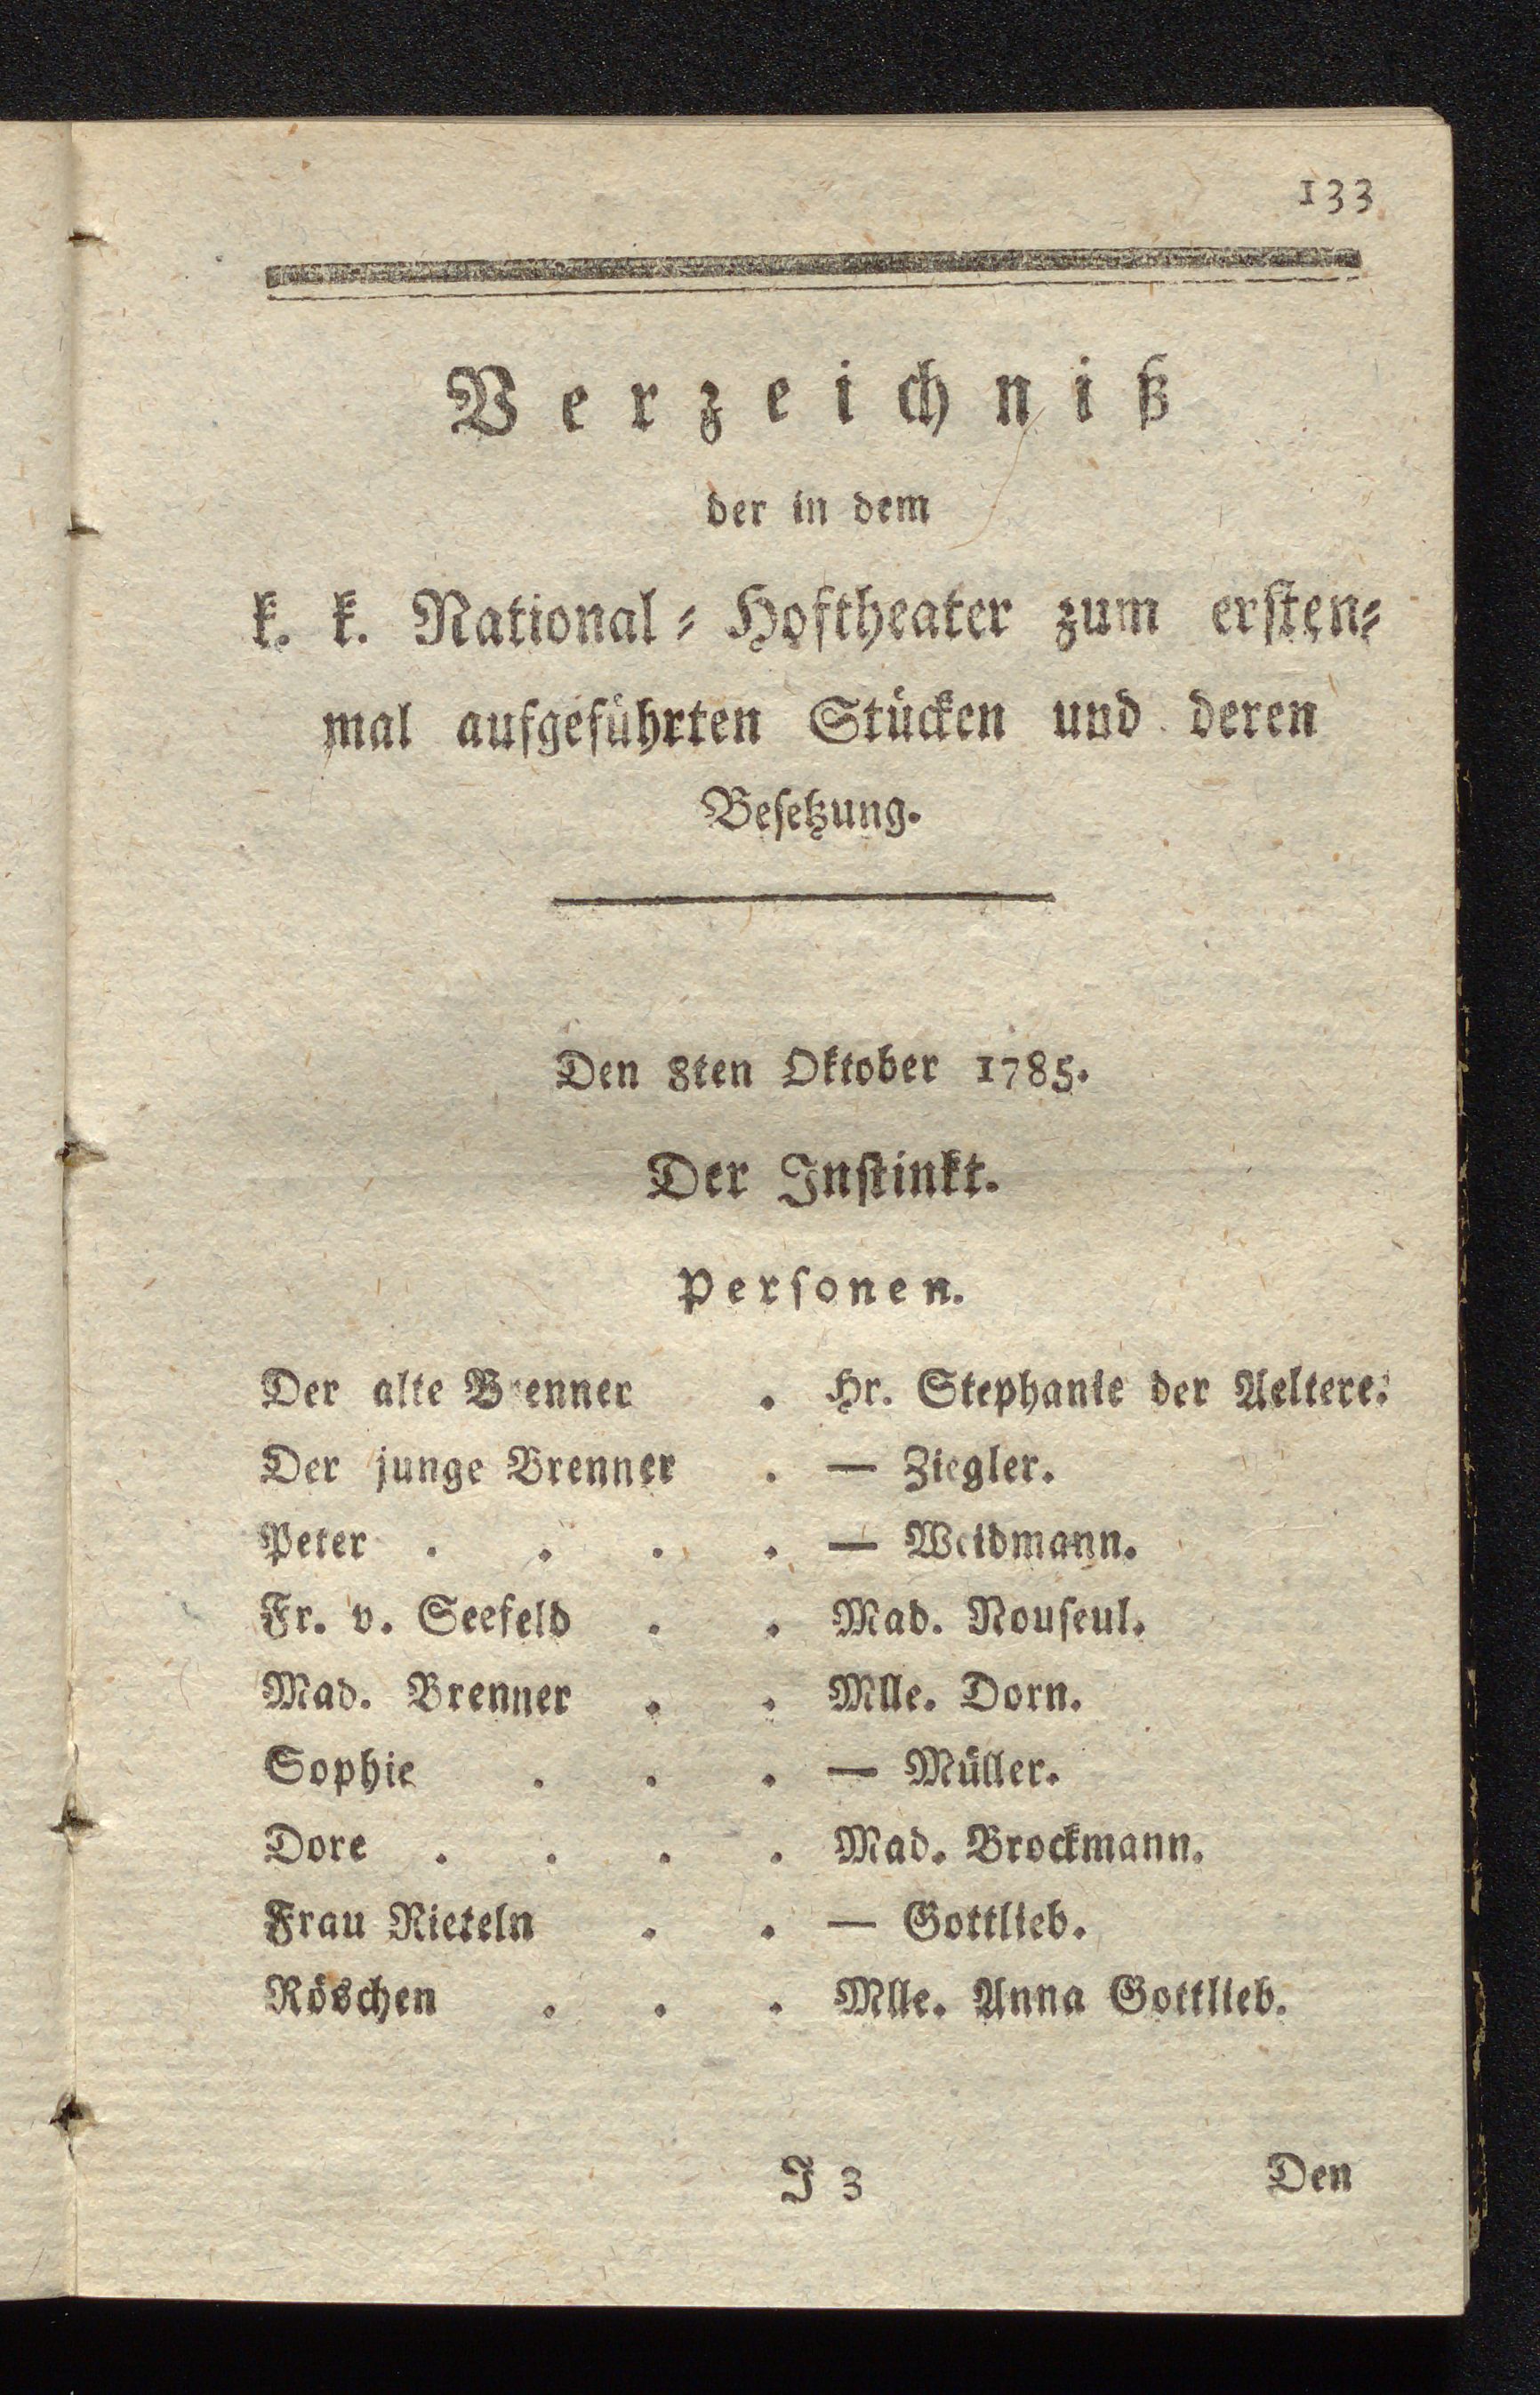 133
Verzeichniß
der in dem
k. k. National-Hoftheater zum ersten-
mal aufgeführten Stücken und deren
Besetzung.
Den 8ten Oktober 1785.
Der Instinkt.
Personen.
Der alte Brenner . Hr. Stephanie der Aeltere.
Der junge Brenner . — Ziegler.
Peter . . . . — Weidmann.
Fr. v. Seefeld . . Mad. Nouseul.
Mad. Brenner . . Mlle. Dorn.
Sophie . . . — Müller.
Dore . . . . Mad. Brockmann.
Frau Rieteln . . — Gottlieb.
Röschen . . . Mlle. Anna Gottlieb.
J 3 Den